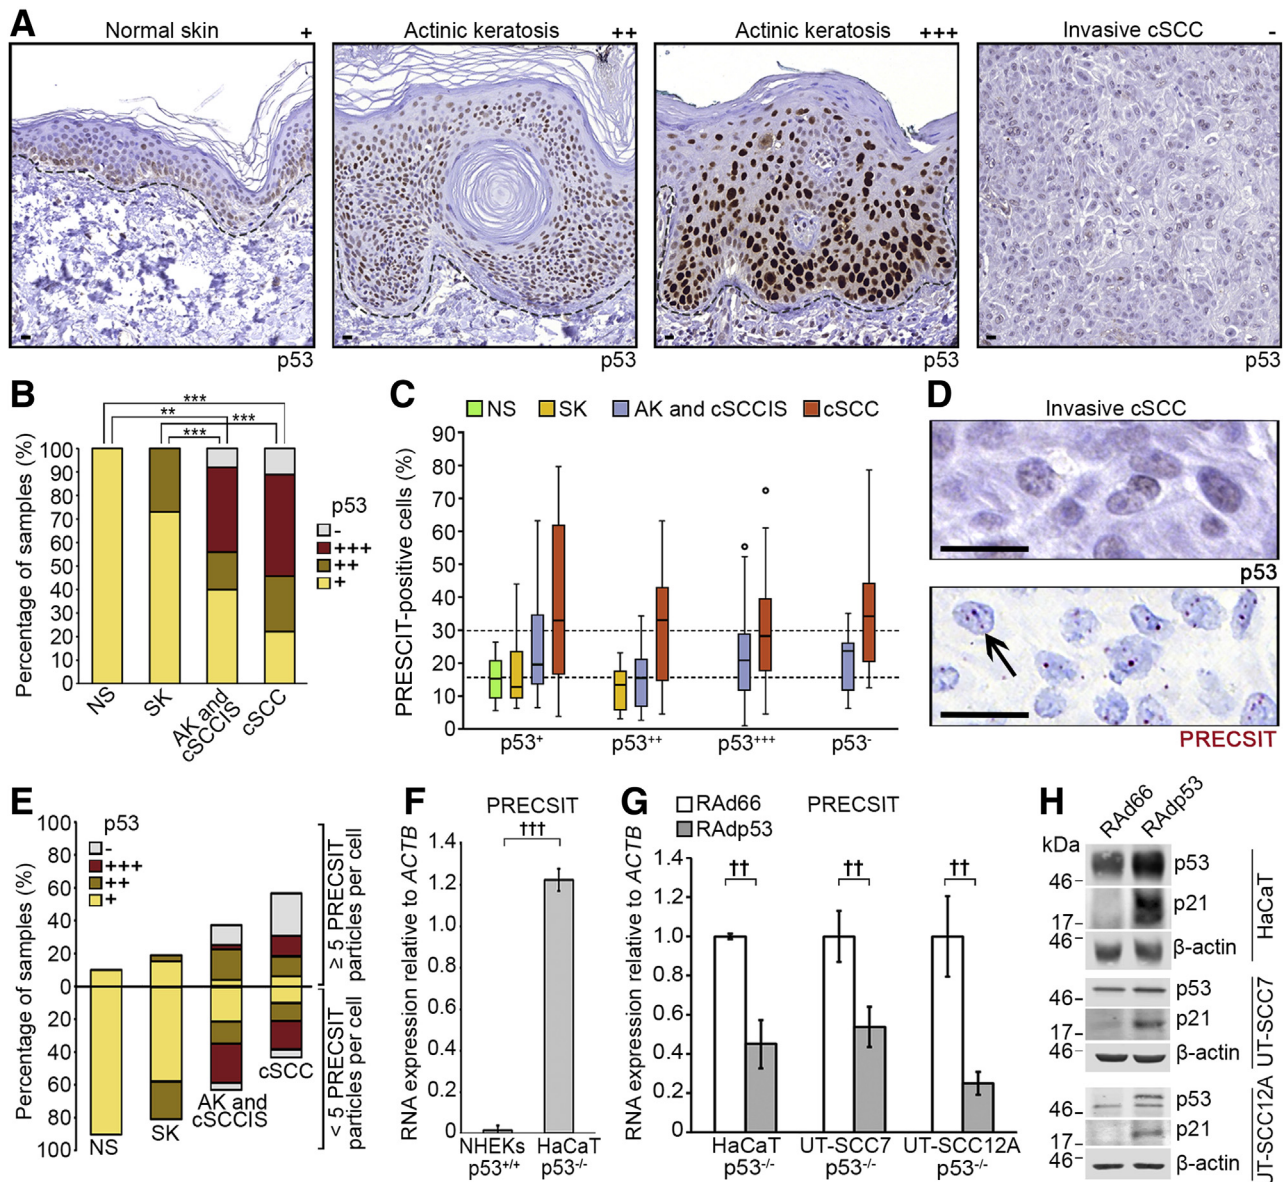 A
Normal skin +
Actinic keratosis ++
Actinic keratosis +++
Invasive cSCC -
p53
p53
p53
p53
B
***
**
***
***
Percentage of samples (%)
100
90
80
70
60
50
40
30
20
10
0
NS
SK
AK and
cSCCIS
cSCC
p53
-
+++
++
+
C
NS
SK
AK and cSCCIS
cSCC
PRESCIT-positive cells (%)
90
80
70
60
50
40
30
20
10
0
p53⁺
p53⁺⁺
p53⁺⁺⁺
p53⁻
D
Invasive cSCC
p53
PRECSIT
E
Percentage of samples (%)
100
80
60
40
20
0
20
40
60
80
100
p53
-
+++
++
+
NS
SK
AK and
cSCCIS
cSCC
≥ 5 PRECSIT
particles per cell
< 5 PRECSIT
particles per cell
F
PRECSIT
†††
RNA expression relative to ACTB
1.4
1.2
1.0
0.8
0.6
0.4
0.2
0
NHEKs
p53⁺/⁺
HaCaT
p53⁻/⁻
G
RAd66
RAdp53
PRECSIT
RNA expression relative to ACTB
1.4
1.2
1.0
0.8
0.6
0.4
0.2
0
††
††
††
HaCaT
p53⁻/⁻
UT-SCC7
p53⁻/⁻
UT-SCC12A
p53⁻/⁻
H
RAd66
RAdp53
kDa
46
p53
17
p21
46
β-actin
HaCaT
46
p53
17
p21
46
β-actin
UT-SCC7
46
p53
17
p21
46
β-actin
UT-SCC12A